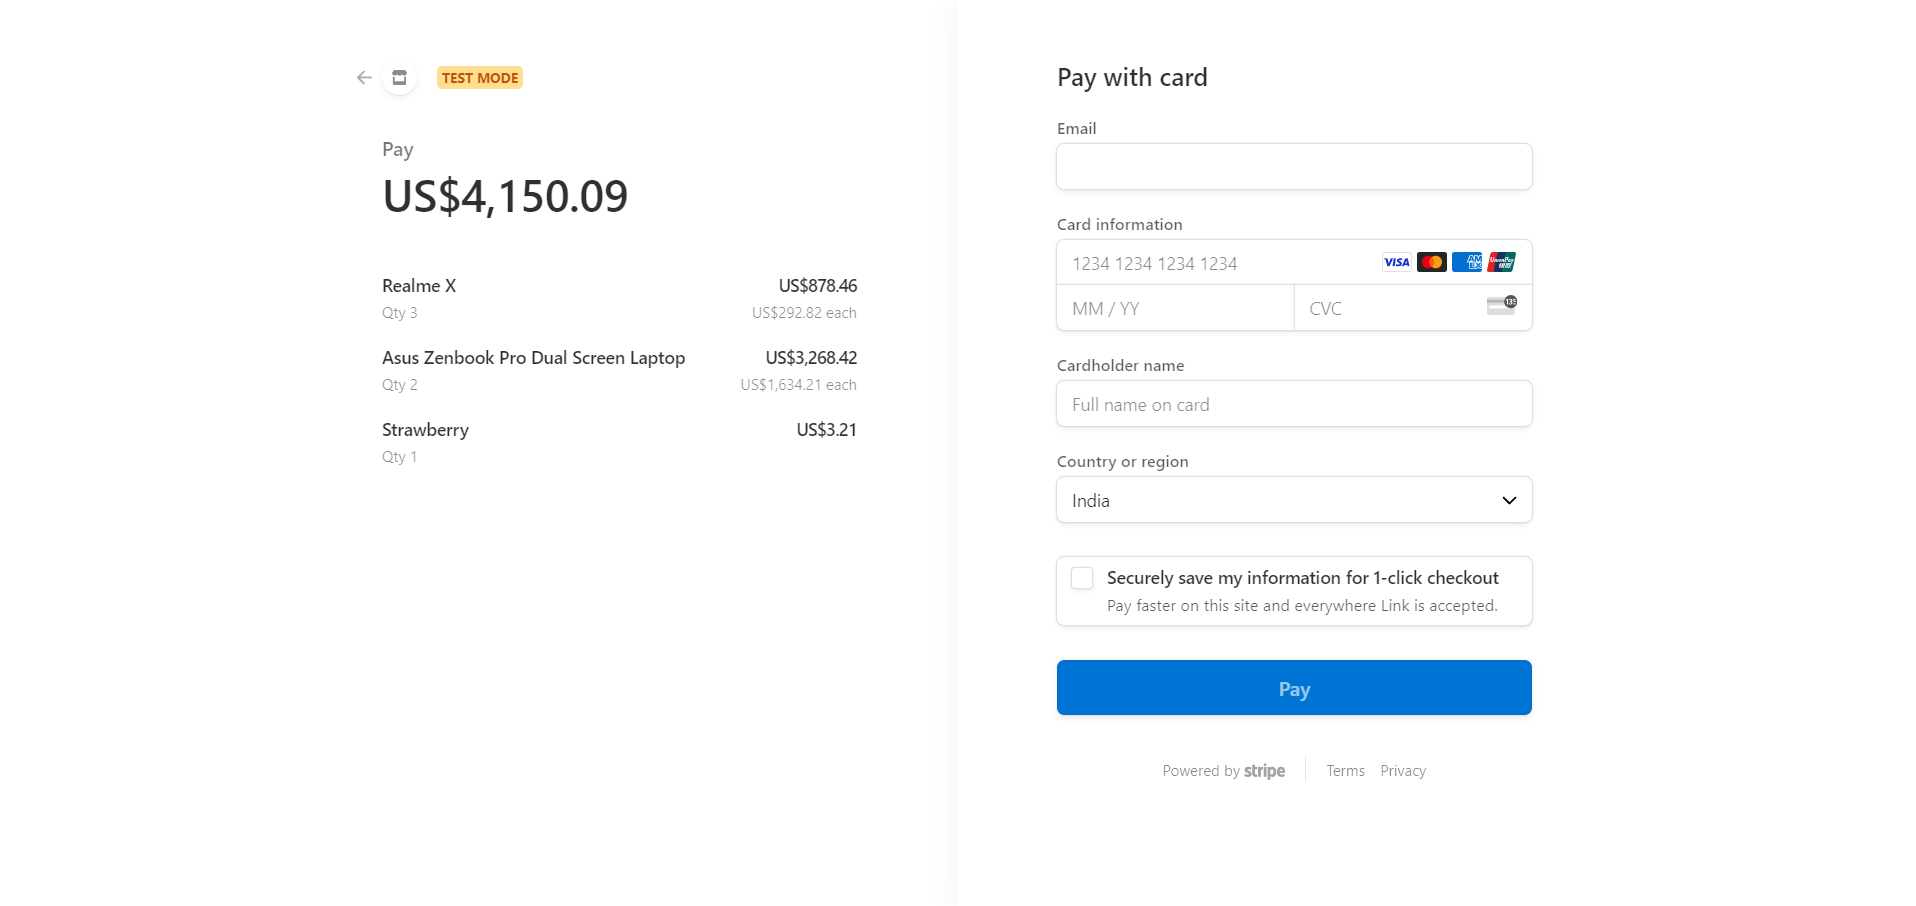 TEST MODE
Pay
US$4,150.09
Realme X US$878.46
Qty 3 US$292.82 each
Asus Zenbook Pro Dual Screen Laptop US$3,268.42
Qty 2 US$1,634.21 each
Strawberry US$3.21
Qty 1
Pay with card
Email
Card information
1234 1234 1234 1234 VISA AMEX UnionPay
MM / YY CVC 135
Cardholder name
Full name on card
Country or region
India
Securely save my information for 1-click checkout
Pay faster on this site and everywhere Link is accepted.
Pay
Powered by stripe Terms Privacy